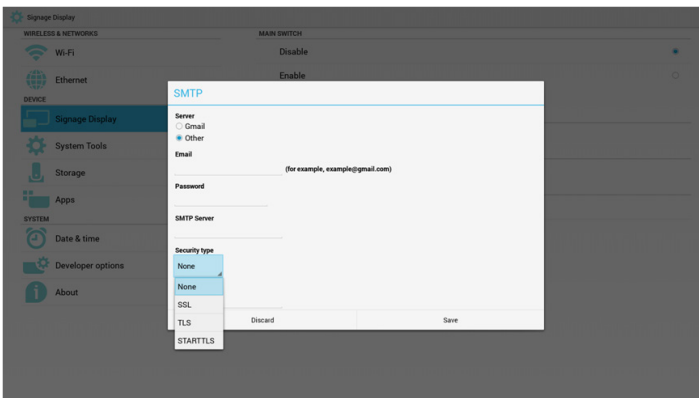 Signage Display
WIRELESS & NETWORKS
Wi-Fi
Ethernet
DEVICE
Signage Display
System Tools
Storage
Apps
SYSTEM
Date & time
Developer options
About
MAIN SWITCH
Disable
Enable
SMTP
Server
Gmail
Other
Email
(for example, example@gmail.com)
Password
SMTP Server
Security type
None
None
SSL
TLS
STARTTLS
Discard
Save